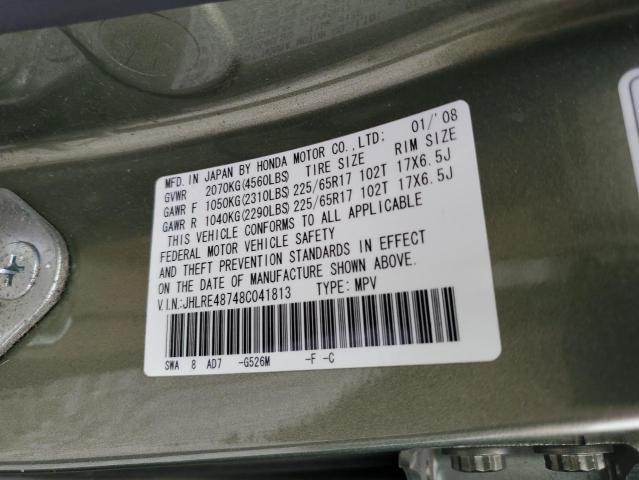 MFD. IN JAPAN BY HONDA MOTOR CO., LTD: 01/'08
GVWR 2070KG(4560LBS) TIRE SIZE RIM SIZE
GAWR F 1050KG(2310LBS) 225/65R17 102T 17X6.5J
GAWR R 1040KG(2290LBS) 225/65R17 102T 17X6.5J
THIS VEHICLE CONFORMS TO ALL APPLICABLE
FEDERAL MOTOR VEHICLE SAFETY
AND THEFT PREVENTION STANDARDS IN EFFECT
ON THE DATE OF MANUFACTURE SHOWN ABOVE.
V.I.N.:JHLRE48748C041813 TYPE: MPV
SWA 8 AD7 -G526M -F -C